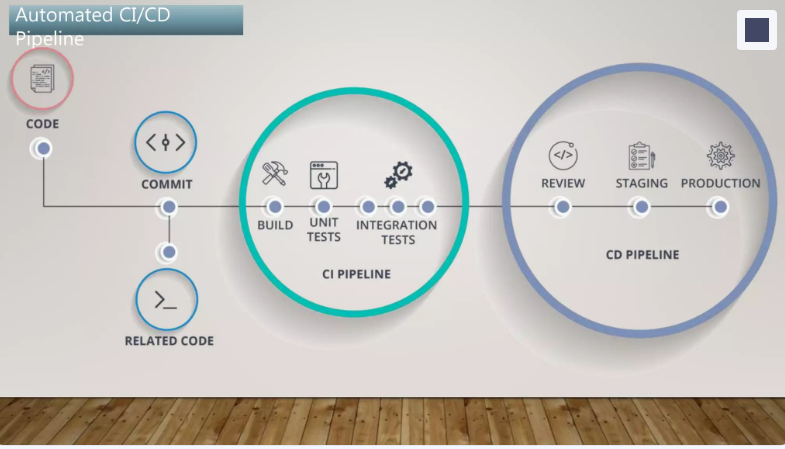 Automated CI/CD
Pipeline
CODE
COMMIT
RELATED CODE
BUILD
UNIT
TESTS
INTEGRATION
TESTS
CI PIPELINE
REVIEW
STAGING
PRODUCTION
CD PIPELINE